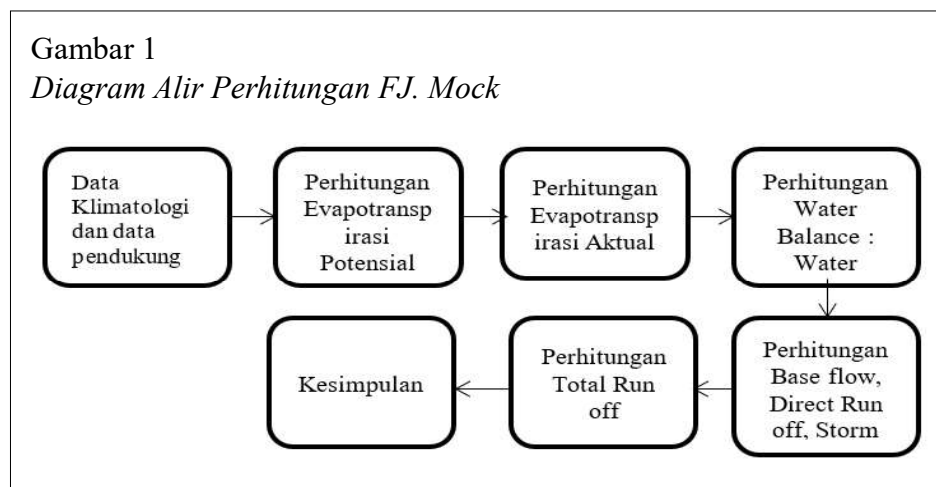 Gambar 1
Diagram Alir Perhitungan FJ. Mock
Data
Klimatologi
dan data
pendukung
Perhitungan
Evapotransp
irasi
Potensial
Perhitungan
Evapotransp
irasi Aktual
Perhitungan
Water
Balance :
Water
Perhitungan
Base flow,
Direct Run
off, Storm
Perhitungan
Total Run
off
Kesimpulan